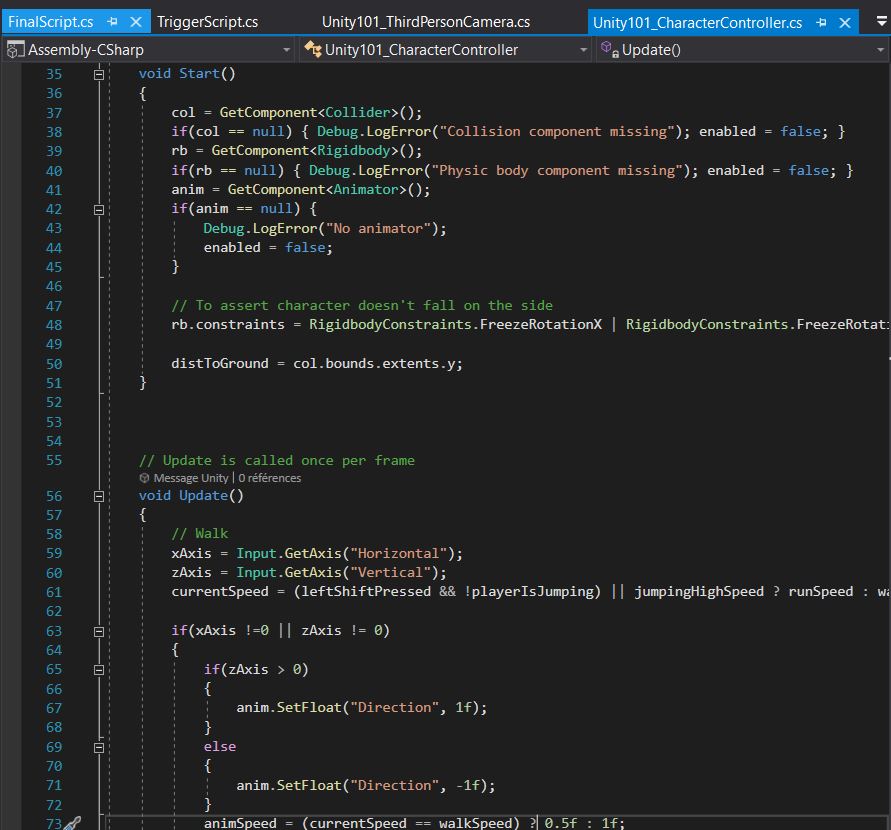 FinalScript.cs TriggerScript.cs Unity101_ThirdPersonCamera.cs Unity101_CharacterController.cs
Assembly-CSharp Unity101_CharacterController Update()
35 void Start()
36 {
37 col = GetComponent<Collider>();
38 if(col == null) { Debug.LogError("Collision component missing"); enabled = false; }
39 rb = GetComponent<Rigidbody>();
40 if(rb == null) { Debug.LogError("Physic body component missing"); enabled = false; }
41 anim = GetComponent<Animator>();
42 if(anim == null) {
43 Debug.LogError("No animator");
44 enabled = false;
45 }
46
47 // To assert character doesn't fall on the side
48 rb.constraints = RigidbodyConstraints.FreezeRotationX | RigidbodyConstraints.FreezeRotati
49
50 distToGround = col.bounds.extents.y;
51 }
52
53
54
55 // Update is called once per frame
Message Unity | 0 références
56 void Update()
57 {
58 // Walk
59 xAxis = Input.GetAxis("Horizontal");
60 zAxis = Input.GetAxis("Vertical");
61 currentSpeed = (leftShiftPressed && !playerIsJumping) || jumpingHighSpeed ? runSpeed : wa
62
63 if(xAxis !=0 || zAxis != 0)
64 {
65 if(zAxis > 0)
66 {
67 anim.SetFloat("Direction", 1f);
68 }
69 else
70 {
71 anim.SetFloat("Direction", -1f);
72 }
73 animSpeed = (currentSpeed == walkSpeed) ? 0.5f : 1f;